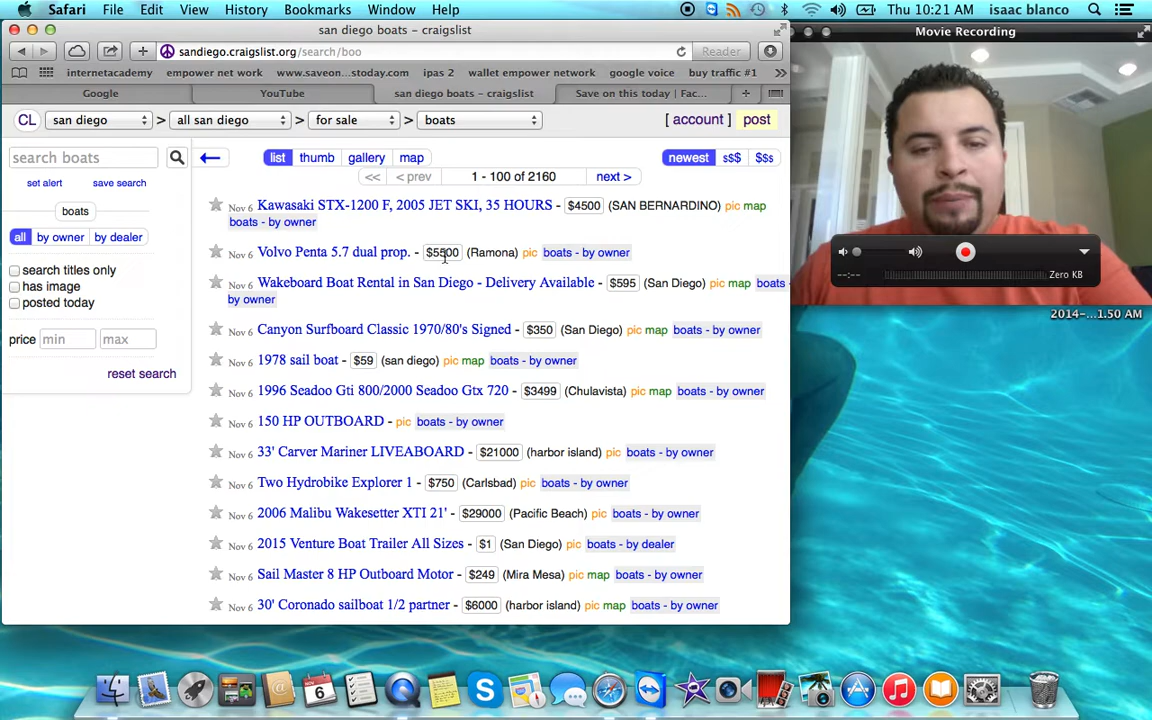 Safari File Edit View History Bookmarks Window Help Thu 10:21 AM isaac blanco
san diego boats - craigslist
sandiego.craigslist.org/search/boo Reader
internetacademy empower net work www.saveon...stoday.com ipas 2 wallet empower network google voice buy traffic #1 >>
Google YouTube san diego boats - craigslist Save on this today | Fac... +
CL san diego > all san diego > for sale > boats [ account ] post
search boats list thumb gallery map newest $$$ $$$
set alert save search << < prev 1 - 100 of 2160 next >
boats
all by owner by dealer
search titles only
has image
posted today
price min max
reset search
Nov 6 Kawasaki STX-1200 F, 2005 JET SKI, 35 HOURS - $4500 (SAN BERNARDINO) pic map
boats - by owner
Nov 6 Volvo Penta 5.7 dual prop. - $5500 (Ramona) pic boats - by owner
Nov 6 Wakeboard Boat Rental in San Diego - Delivery Available - $595 (San Diego) pic map boats -
by owner
Nov 6 Canyon Surfboard Classic 1970/80's Signed - $350 (San Diego) pic map boats - by owner
Nov 6 1978 sail boat - $59 (san diego) pic map boats - by owner
Nov 6 1996 Seadoo Gti 800/2000 Seadoo Gtx 720 - $3499 (Chulavista) pic map boats - by owner
Nov 6 150 HP OUTBOARD - pic boats - by owner
Nov 6 33' Carver Mariner LIVEABOARD - $21000 (harbor island) pic boats - by owner
Nov 6 Two Hydrobike Explorer 1 - $750 (Carlsbad) pic boats - by owner
Nov 6 2006 Malibu Wakesetter XTI 21' - $29000 (Pacific Beach) pic boats - by owner
Nov 6 2015 Venture Boat Trailer All Sizes - $1 (San Diego) pic boats - by dealer
Nov 6 Sail Master 8 HP Outboard Motor - $249 (Mira Mesa) pic map boats - by owner
Nov 6 30' Coronado sailboat 1/2 partner - $6000 (harbor island) pic map boats - by owner
Movie Recording
--:-- Zero KB
2014-...1.50 AM
NOV
6